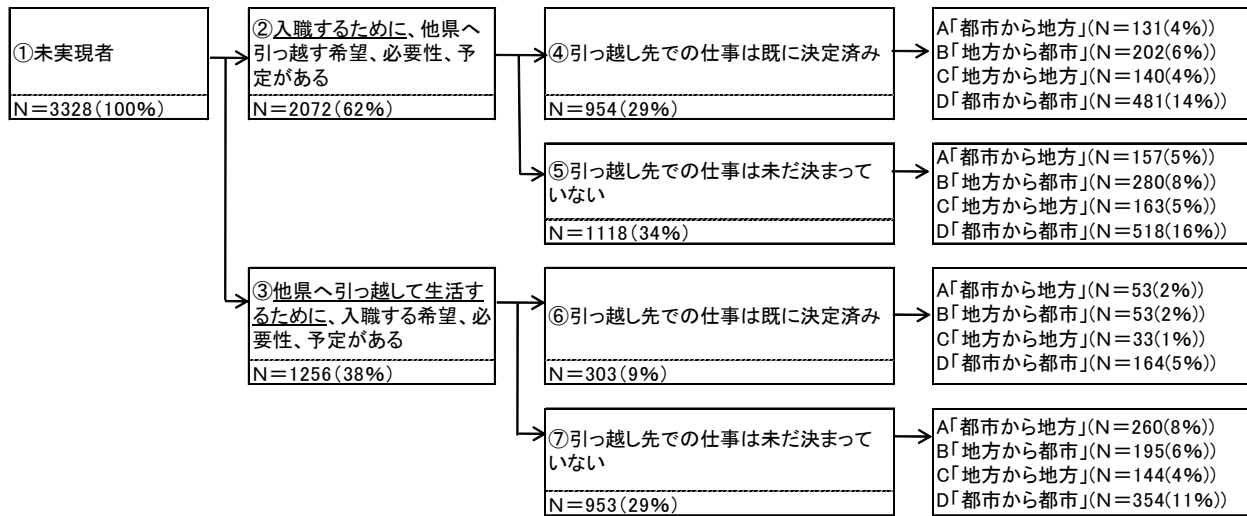 ①未実現者
N＝3328(100%)
②入職するために、他県へ
引っ越す希望、必要性、予
定がある
N＝2072(62%)
④引っ越し先での仕事は既に決定済み
N＝954(29%)
A「都市から地方」(N＝131(4%))
B「地方から都市」(N＝202(6%))
C「地方から地方」(N＝140(4%))
D「都市から都市」(N＝481(14%))
⑤引っ越し先での仕事は未だ決まって
いない
N＝1118(34%)
A「都市から地方」(N＝157(5%))
B「地方から都市」(N＝280(8%))
C「地方から地方」(N＝163(5%))
D「都市から都市」(N＝518(16%))
③他県へ引っ越して生活す
るために、入職する希望、必
要性、予定がある
N＝1256(38%)
⑥引っ越し先での仕事は既に決定済み
N＝303(9%)
A「都市から地方」(N＝53(2%))
B「地方から都市」(N＝53(2%))
C「地方から地方」(N＝33(1%))
D「都市から都市」(N＝164(5%))
⑦引っ越し先での仕事は未だ決まって
いない
N＝953(29%)
A「都市から地方」(N＝260(8%))
B「地方から都市」(N＝195(6%))
C「地方から地方」(N＝144(4%))
D「都市から都市」(N＝354(11%))